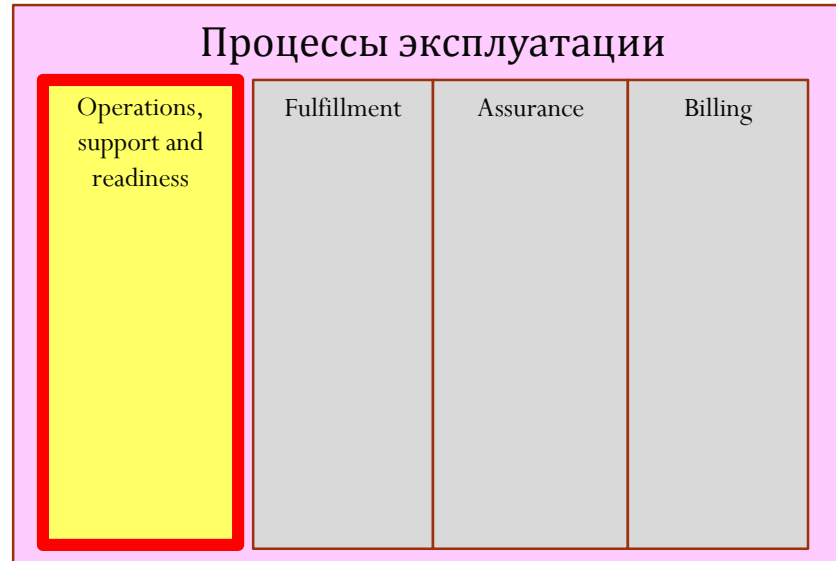 Процессы эксплуатации
Operations,
support and
readiness
Fulfillment
Assurance
Billing